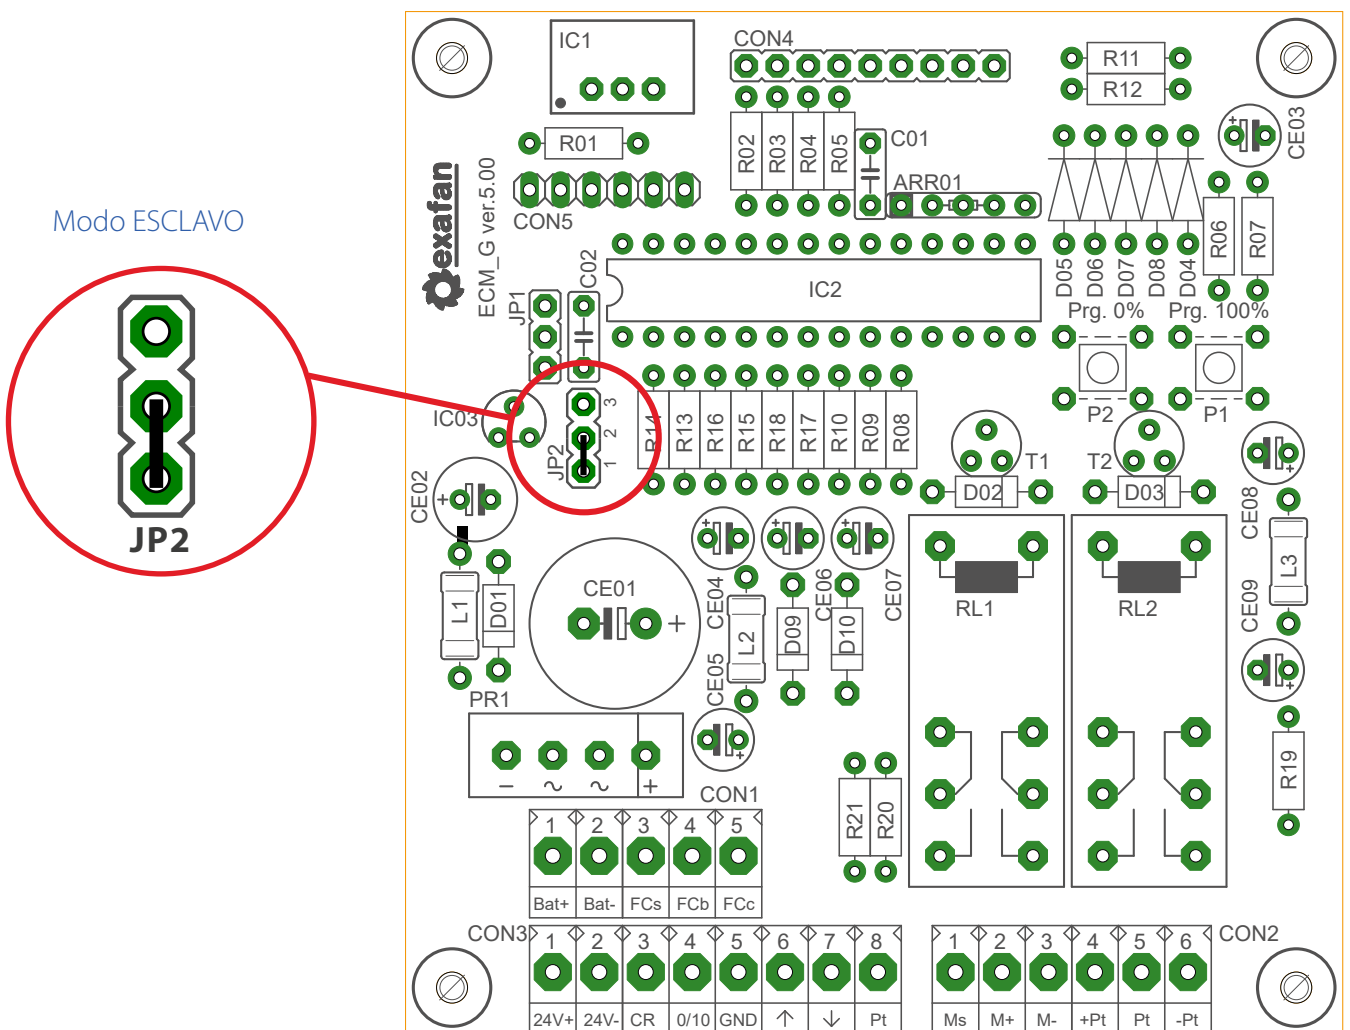 IC1
CON4
R11
R12
CE03
R01
R02
R03
R04
R05
C01
ARR01
CON5
exafan
ECM_G ver.5.00
Modo ESCLAVO
R06
R07
D05
D06
D07
D08
D04
C02
IC2
JP1
Prg. 0%
Prg. 100%
P2
P1
IC03
JP2
3
2
1
R14
R13
R16
R15
R18
R17
R10
R09
R08
T1
T2
D02
D03
JP2
CE02
+
CE08
L3
CE09
CE04
CE06
CE07
CE01
+
L1
D01
L2
D09
D10
CE05
RL1
RL2
PR1
- ~ ~ +
R19
R21
R20
CON1
1 2 3 4 5
Bat+ Bat- FCs FCb FCc
CON3
1 2 3 4 5 6 7 8
24V+ 24V- CR 0/10 GND ↑ ↓ Pt
CON2
1 2 3 4 5 6
Ms M+ M- +Pt Pt -Pt